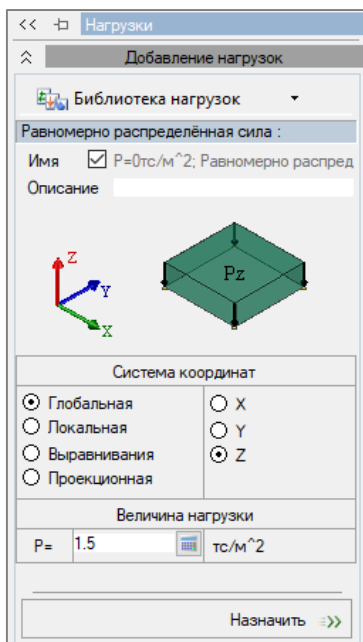 << Нагрузки
Добавление нагрузок
Библиотека нагрузок
Равномерно распределённая сила :
Имя P=0тс/м^2; Равномерно распред
Описание
Z
Y
X
Pz
Система координат
Глобальная X
Локальная Y
Выравнивания Z
Проекционная
Величина нагрузки
P= 1.5 тс/м^2
Назначить